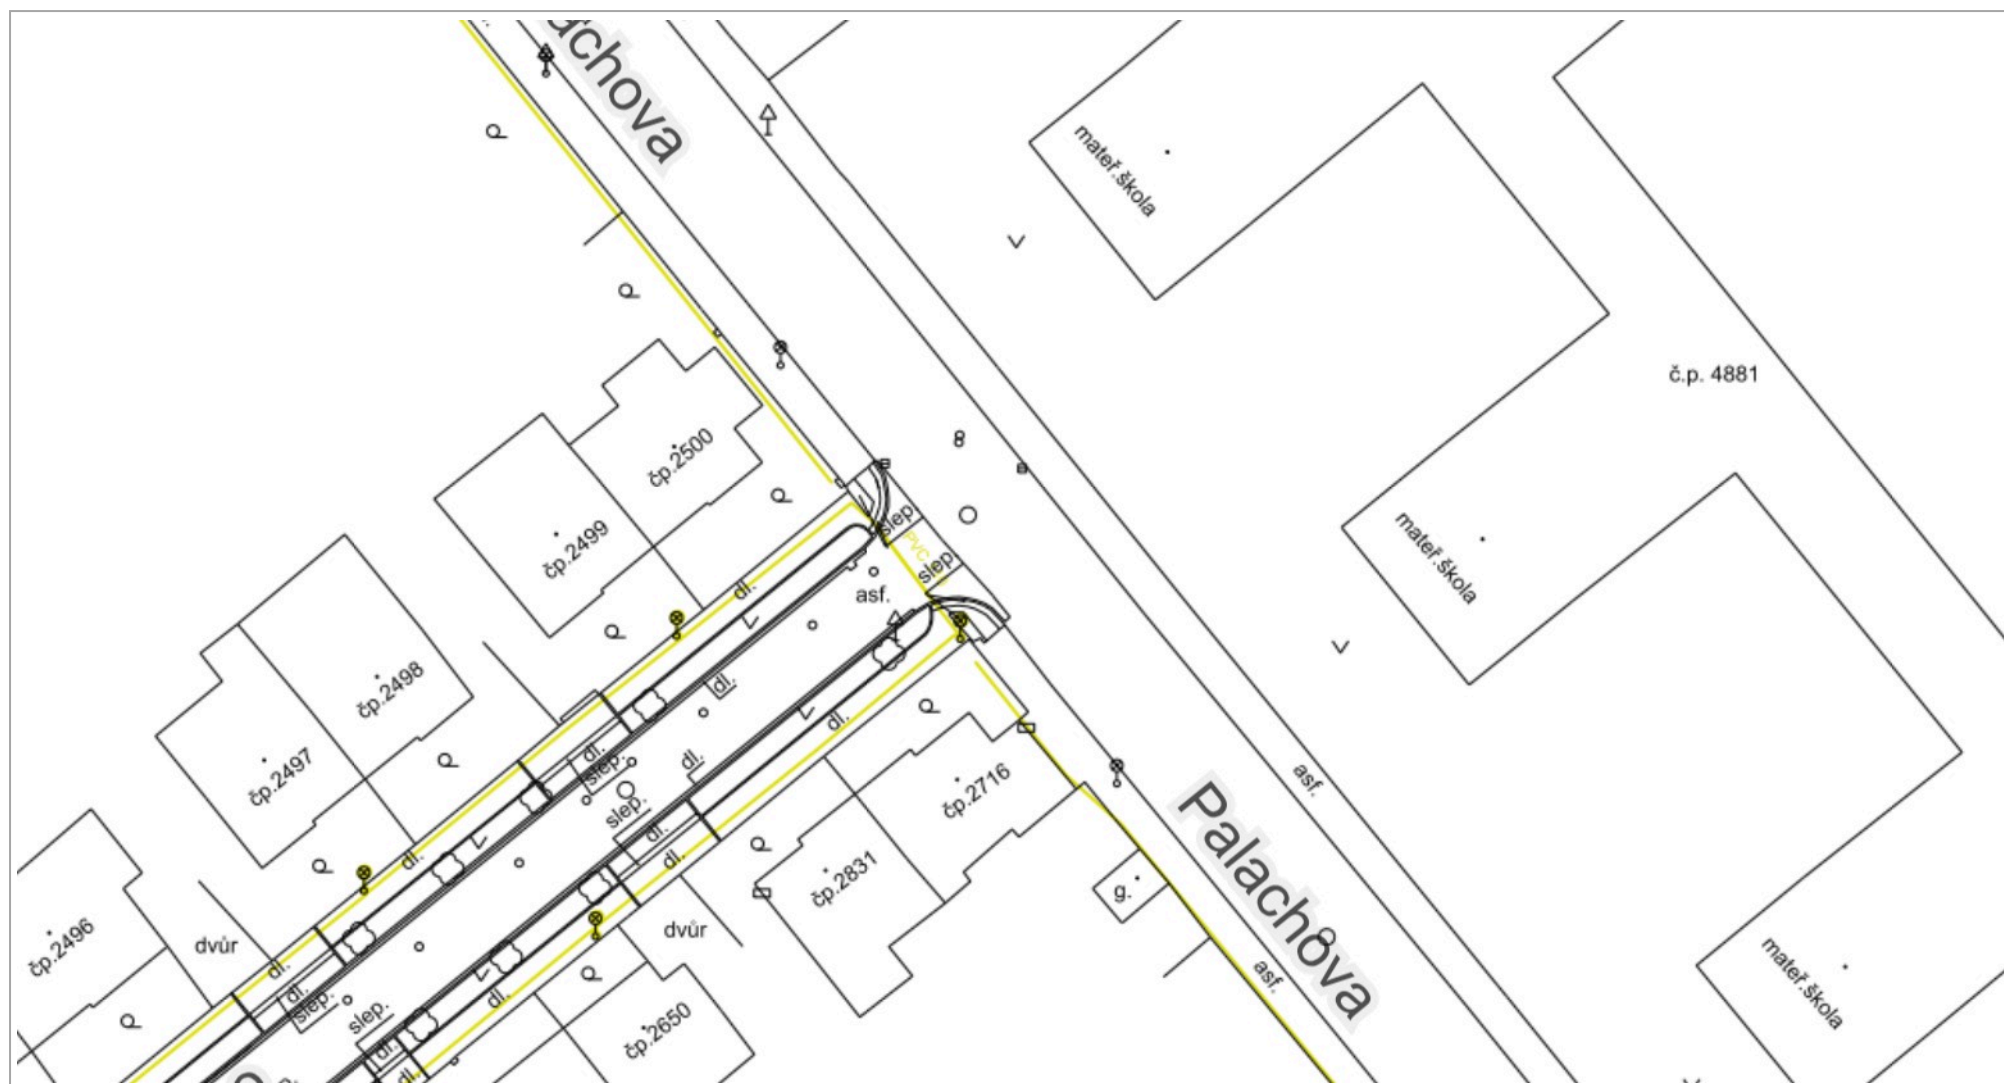 achova
mateř.škola
č.p. 4881
čp.2500
čp.2499
slep.
PVC
slep.
mateř.škola
dl.
asf.
čp.2498
dl.
dl.
čp.2497
dl.
slep.
dl.
asf.
čp.2716
slep.
dl.
dl.
dl.
čp.2831
g.
Palachova
čp.2496
dvůr
dvůr
dl.
mateř.škola
asf.
dl.
slep.
dl.
slep.
čp.2650
dl.
dl.